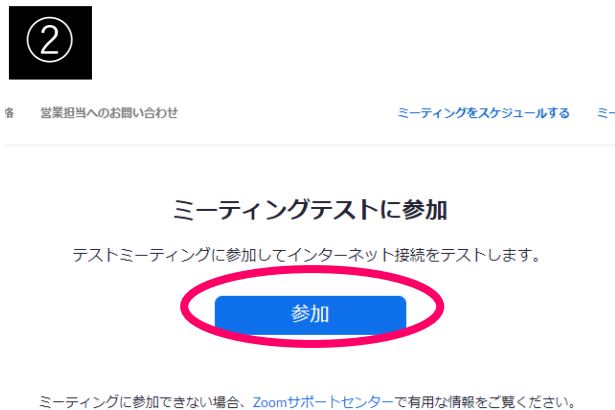 ②
格 営業担当へのお問い合わせ ミーティングをスケジュールする ミー
ミーティングテストに参加
テストミーティングに参加してインターネット接続をテストします。
参加
ミーティングに参加できない場合、Zoomサポートセンターで有用な情報をご覧ください。